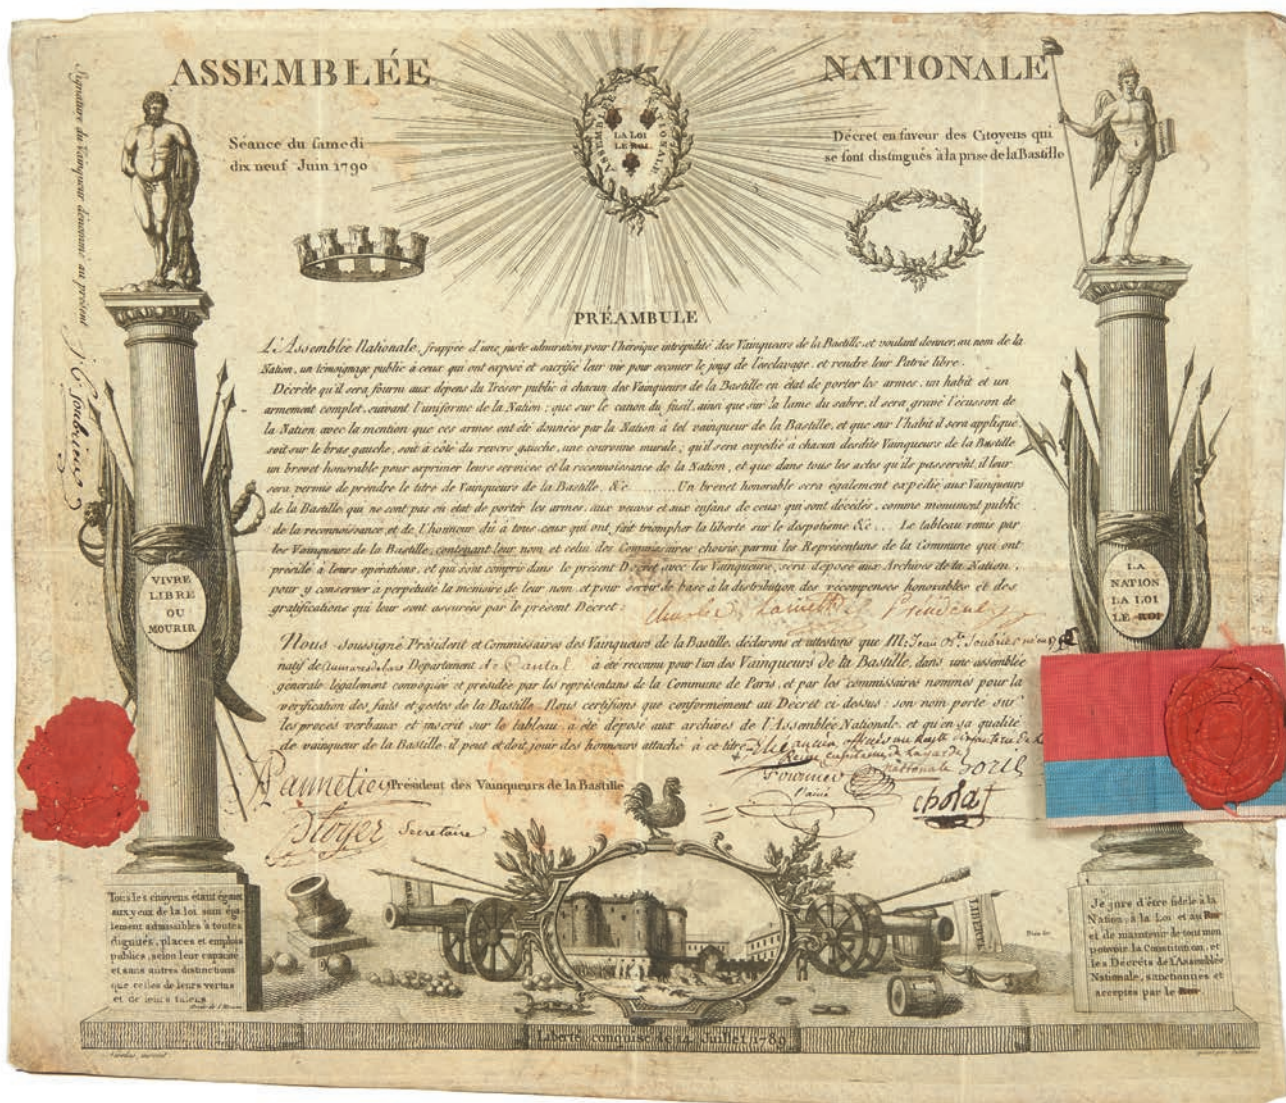 ASSEMBLÉE NATIONALE
Séance du samedi
dix neuf Juin 1790
ASSEMBLÉE NATIONALE
LA LOI
LE ROI
Décret en faveur des Citoyens qui
se sont distingués à la prise de la Bastille
Signature du Vainqueur dénommé au présent
PRÉAMBULE
L'Assemblée Nationale, frappée d'une juste admiration pour l'héroïque intrépidité des Vainqueurs de la Bastille, et voulant donner, au nom de la
Nation, un témoignage public à ceux qui ont exposé et sacrifié leur vie pour secouer le joug de l'esclavage, et rendre leur Patrie libre.
Décrète qu'il sera fourni aux dépens du Trésor public à chacun des Vainqueurs de la Bastille en état de porter les armes, un habit et un
armement complet, suivant l'uniforme de la Nation; que sur le canon du fusil, ainsi que sur la lame du sabre, il sera gravé l'écusson de
la Nation avec la mention que ces armes ont été données par la Nation à tel vainqueur de la Bastille, et que sur l'habit il sera appliqué,
soit sur le bras gauche, soit à côté du revers gauche, une couronne murale; qu'il sera expédié à chacun desdits Vainqueurs de la Bastille
un brevet honorable pour exprimer leurs services et la reconnoissance de la Nation, et que dans tous les actes qu'ils passeront, il leur
sera permis de prendre le titre de Vainqueurs de la Bastille, &c......... Un brevet honorable sera également expédié aux Vainqueurs
de la Bastille qui ne sont pas en état de porter les armes, aux veuves et aux enfans de ceux qui sont décédés, comme monument public
de la reconnoissance et de l'honneur dû à tous ceux qui ont fait triompher la liberté sur le despotisme &c... Le tableau remis par
les Vainqueurs de la Bastille, contenant leur nom et celui des Commissaires choisis parmi les Représentans de la Commune qui ont
présidé à leurs opérations, et qui sont compris dans le présent Décret avec les Vainqueurs, sera déposé aux Archives de la Nation,
pour y conserver à perpétuité la mémoire de leur nom, et pour servir de base à la distribution des récompenses honorables et des
gratifications qui leur sont assurées par le présent Décret:
Charles Lameth Président
Nous soussigné Président et Commissaires des Vainqueurs de la Bastille, déclarons et attestons que M. Jean
natif de Département de Cantal à été reconnu pour l'un des Vainqueurs de la Bastille, dans une assemblée
générale légalement convoquée et présidée par les représentans de la Commune de Paris, et par les commissaires nommés pour la
vérification des faits et gestes de la Bastille. Nous certifions que conformément au Décret ci dessus: son nom porté sur
les procès verbaux et inscrit sur le tableau, a été déposé aux archives de l'Assemblée Nationale, et qu'en sa qualité
de vainqueur de la Bastille il peut et doit jouir des honneurs attaché à ce titre
Nationale
Fournier
cholat
Pannetier Président des Vainqueurs de la Bastille
Secretaire
VIVRE
LIBRE
OU
MOURIR
LA
NATION
LA LOI
LE ROI
Tous les citoyens étant égaux
aux yeux de la loi sont éga-
lement admissibles à toutes
dignités, places et emplois
publics, selon leur capacité
et sans autres distinctions
que celles de leurs vertus
et de leurs talens
Je jure d'être fidèle à la
Nation, à la Loi et au Roi
et de maintenir de tout mon
pouvoir la Constitution, et
les Décrets de l'Assemblée
Nationale, sanctionnés et
acceptés par le Roi
Liberté conquise le 14 Juillet 1789